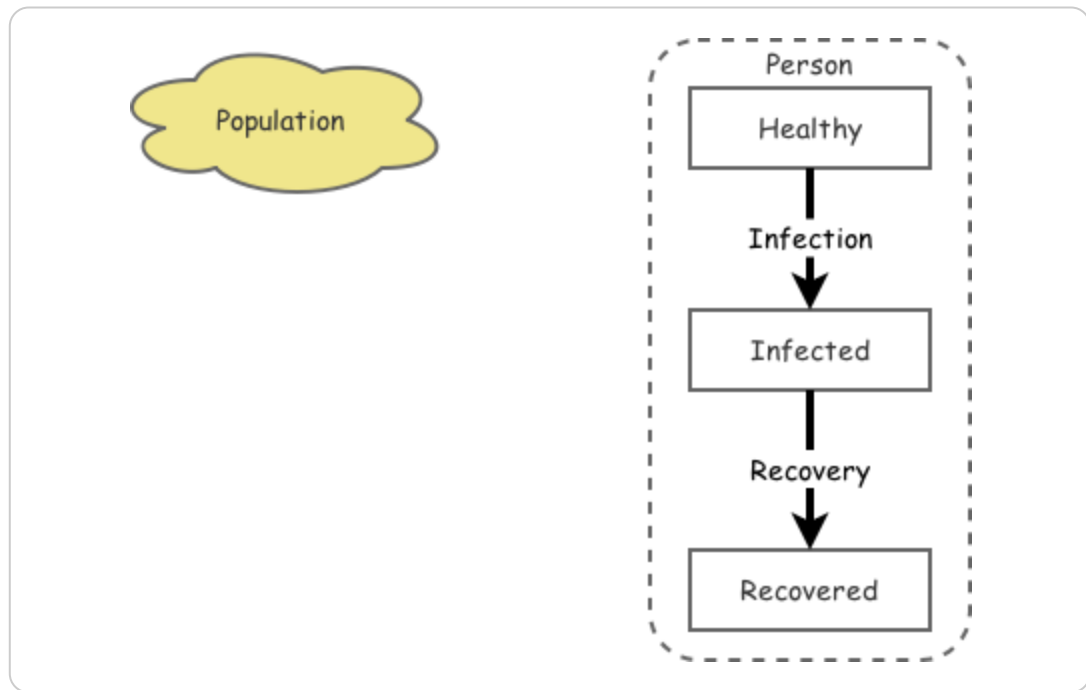 Population
Person
Healthy
Infection
Infected
Recovery
Recovered